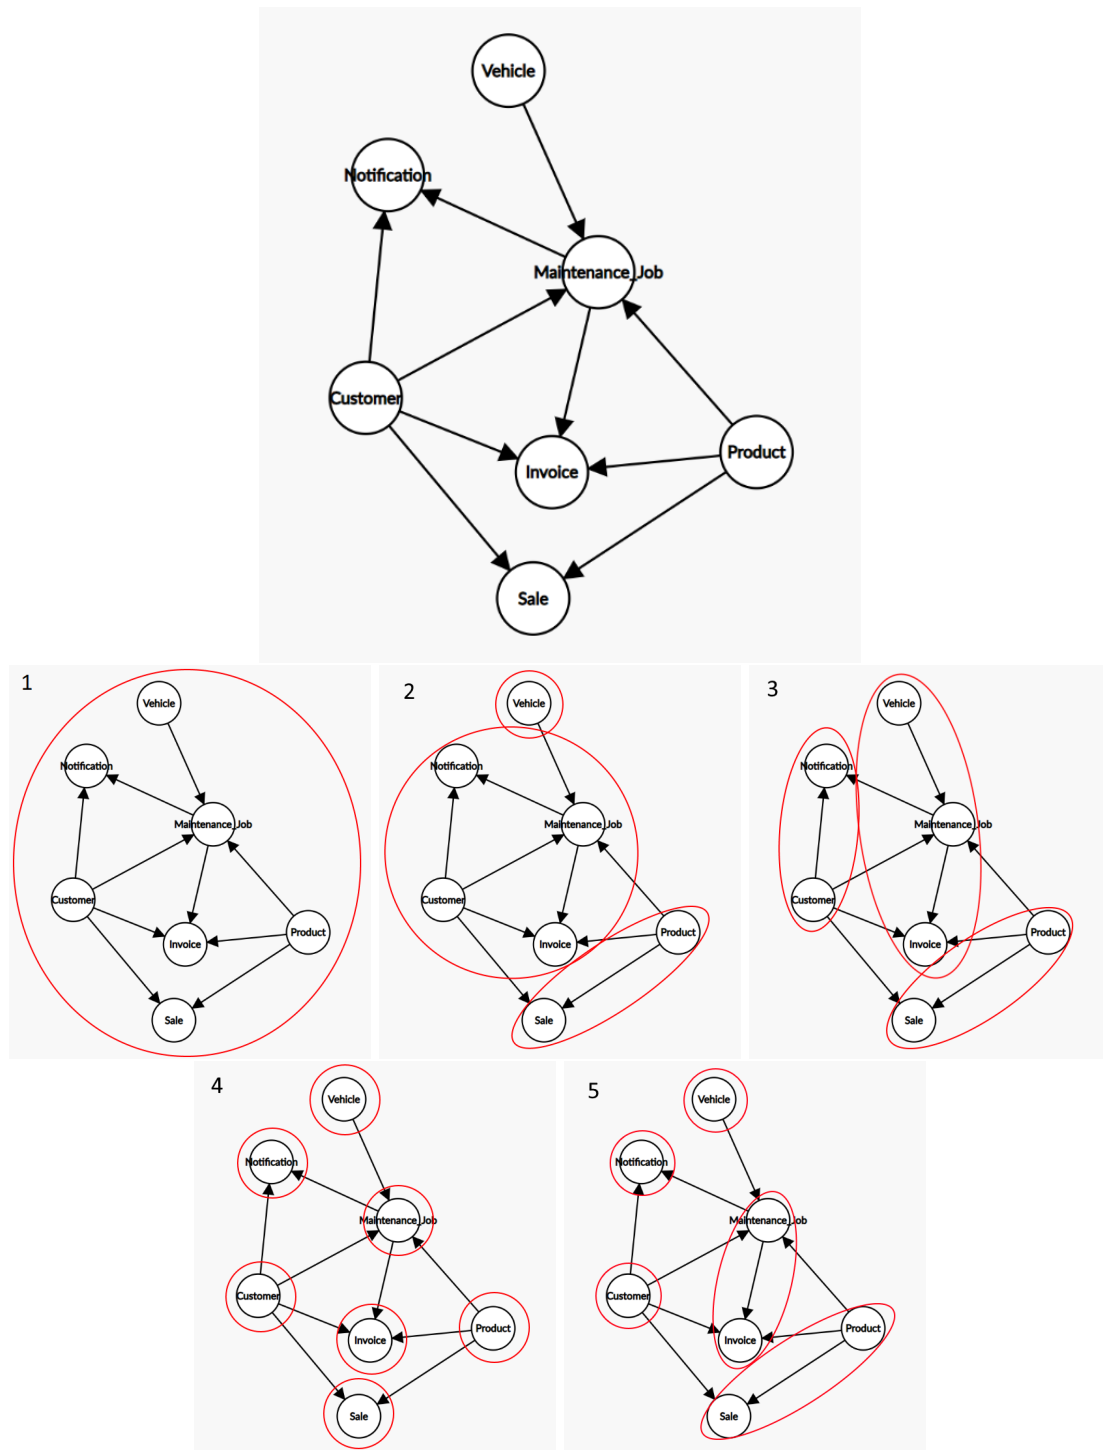 Vehicle
Notification
Maintenance_Job
Customer
Product
Invoice
Sale
1
Vehicle
Notification
Maintenance_Job
Customer
Product
Invoice
Sale
2
Vehicle
Notification
Maintenance_Job
Customer
Product
Invoice
Sale
3
Vehicle
Notification
Maintenance_Job
Customer
Product
Invoice
Sale
4
Vehicle
Notification
Maintenance_Job
Customer
Product
Invoice
Sale
5
Vehicle
Notification
Maintenance_Job
Customer
Product
Invoice
Sale